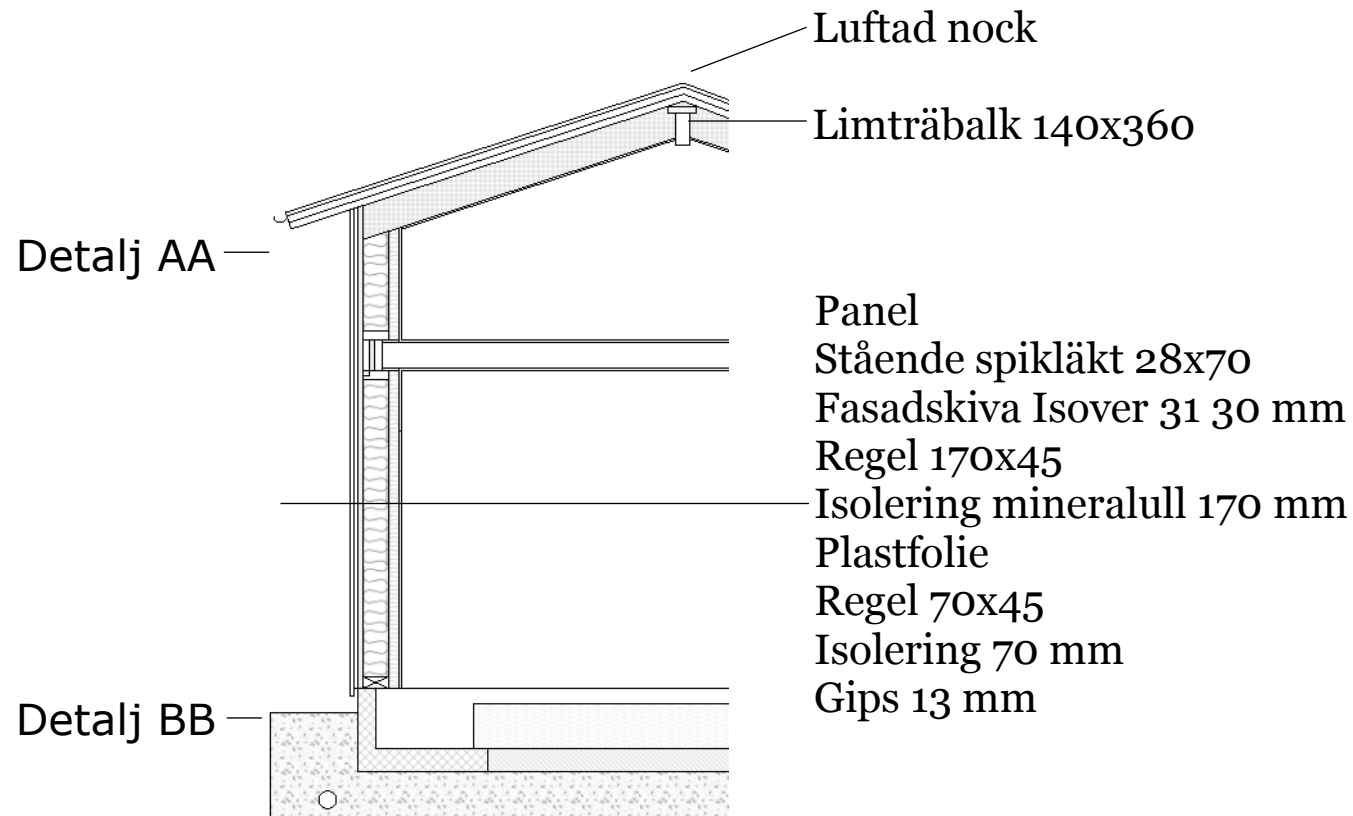 Luftad nock
Limträbalk 140x360
Detalj AA
Panel
Stående spikläkt 28x70
Fasadskiva Isover 31 30 mm
Regel 170x45
Isolering mineralull 170 mm
Plastfolie
Regel 70x45
Isolering 70 mm
Gips 13 mm
Detalj BB